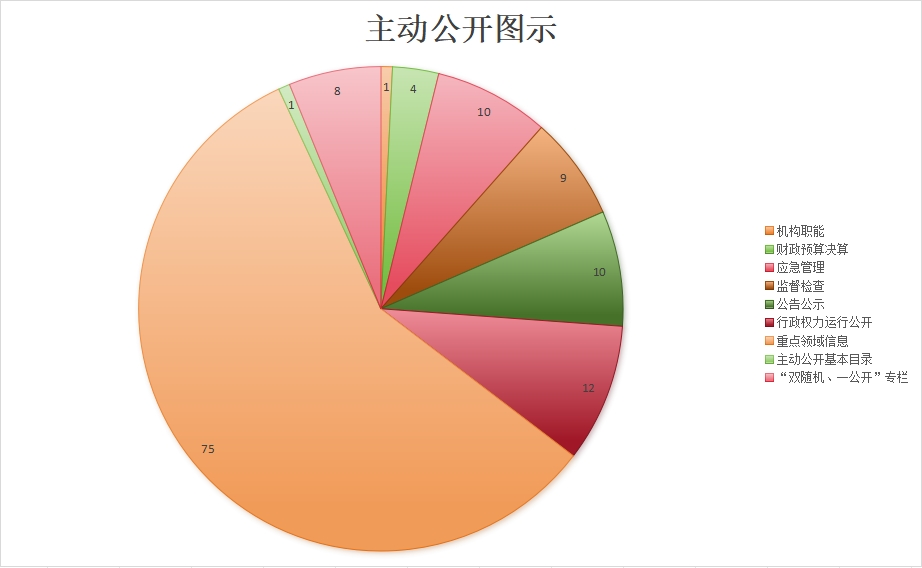 主动公开图示
1
4
10
9
10
12
75
1
8
机构职能
财政预算决算
应急管理
监督检查
公告公示
行政权力运行公开
重点领域信息
主动公开基本目录
“双随机、一公开”专栏